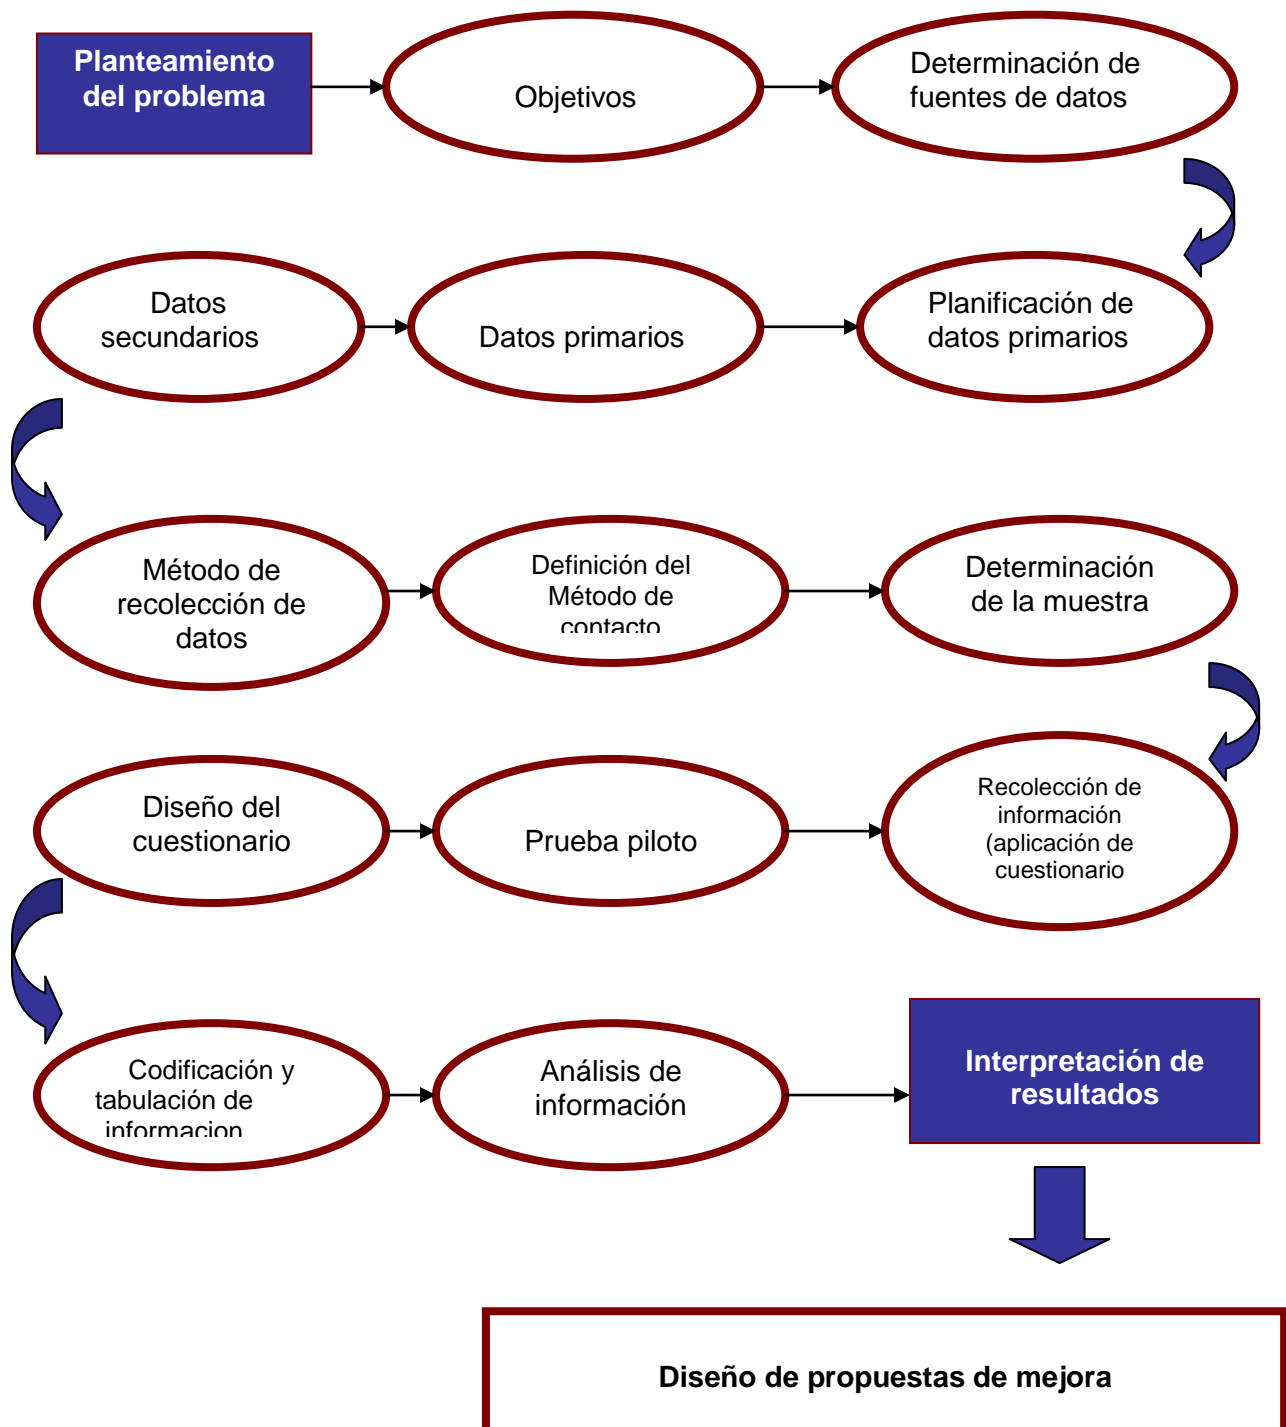 Planteamiento
del problema
Objetivos
Determinación de
fuentes de datos
Datos
secundarios
Datos primarios
Planificación de
datos primarios
Método de
recolección de
datos
Definición del
Método de
contacto
Determinación
de la muestra
Diseño del
cuestionario
Prueba piloto
Recolección de
información
(aplicación de
cuestionario
Codificación y
tabulación de
informacion
Análisis de
información
Interpretación de
resultados
Diseño de propuestas de mejora